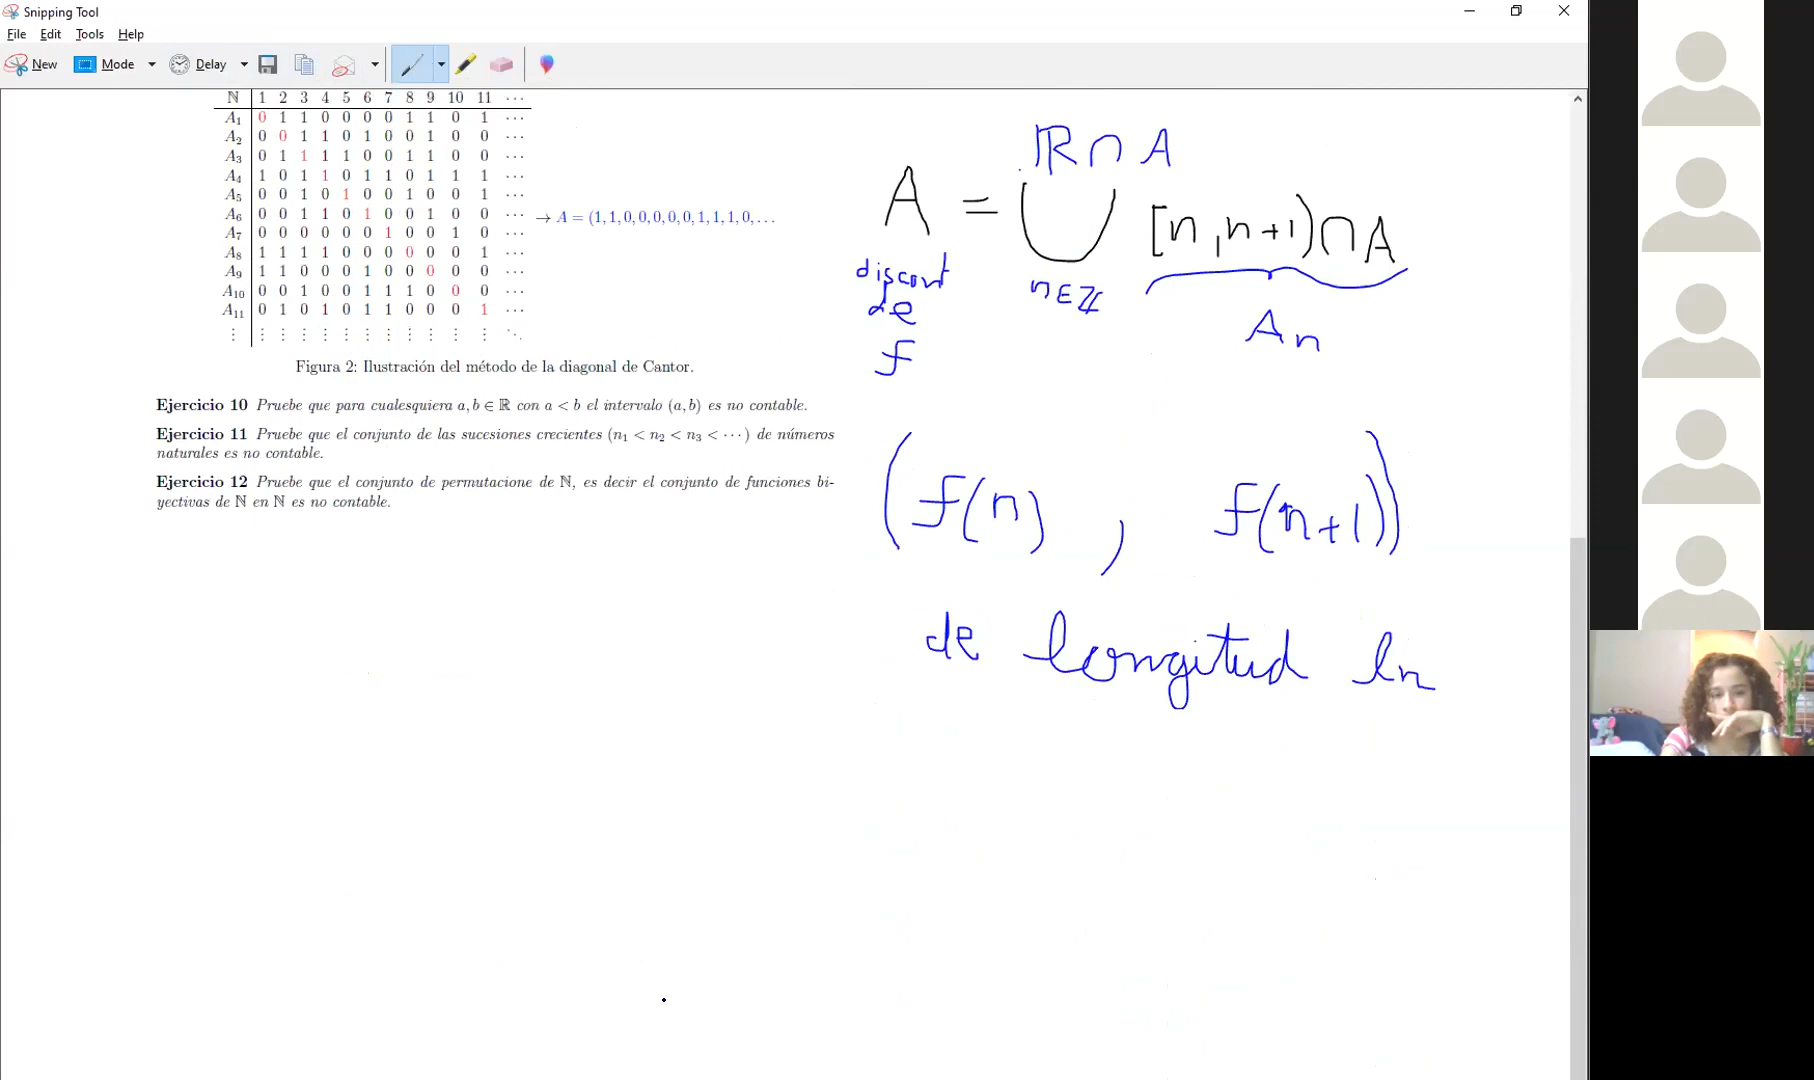 Snipping Tool
File Edit Tools Help
New Mode Delay
ℕ 1 2 3 4 5 6 7 8 9 10 11 ⋯
A₁ 0 1 1 0 0 0 0 1 1 0 1 ⋯
A₂ 0 0 1 1 0 1 0 0 1 0 0 ⋯
A₃ 0 1 1 1 1 0 0 1 1 0 0 ⋯
A₄ 1 0 1 1 0 1 1 0 1 1 1 ⋯
A₅ 0 0 1 0 1 0 0 1 0 0 1 ⋯
A₆ 0 0 1 1 0 1 0 0 1 0 0 ⋯
→ A = (1, 1, 0, 0, 0, 0, 0, 1, 1, 1, 0, …
A₇ 0 0 0 0 0 0 1 0 0 1 0 ⋯
A₈ 1 1 1 1 0 0 0 0 0 0 1 ⋯
A₉ 1 1 0 0 0 1 0 0 0 0 0 ⋯
A₁₀ 0 0 1 0 0 1 1 1 0 0 0 ⋯
A₁₁ 0 1 0 1 0 1 1 0 0 0 1 ⋯
⋮ ⋮ ⋮ ⋮ ⋮ ⋮ ⋮ ⋮ ⋮ ⋮ ⋮ ⋮ ⋱
Figura 2: Ilustración del método de la diagonal de Cantor.
Ejercicio 10 Pruebe que para cualesquiera a, b ∈ ℝ con a < b el intervalo (a, b) es no contable.
Ejercicio 11 Pruebe que el conjunto de las sucesiones crecientes (n₁ < n₂ < n₃ < ⋯) de números
naturales es no contable.
Ejercicio 12 Pruebe que el conjunto de permutacione de ℕ, es decir el conjunto de funciones bi-
yectivas de ℕ en ℕ es no contable.
ℝ ∩ A
A = ⋃ [n, n+1) ∩ A
discont n∈ℤ
de
Aₙ
f
(f(n), f(n+1))
de longitud lₙ